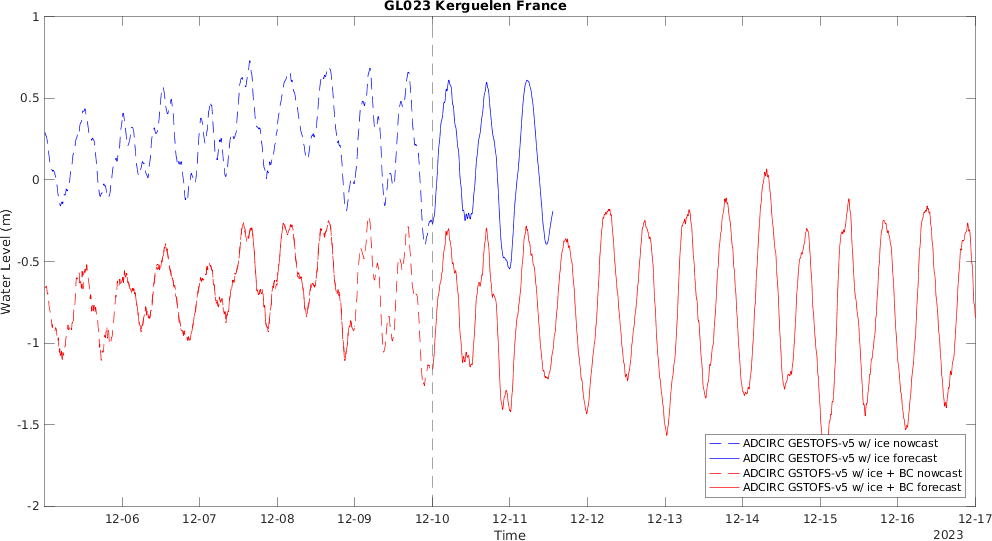 GL023 Kerguelen France
1
0.5
0
-0.5
-1
-1.5
-2
Water Level (m)
ADCIRC GESTOFS-v5 w/ ice nowcast
ADCIRC GESTOFS-v5 w/ ice forecast
ADCIRC GSTOFS-v5 w/ ice + BC nowcast
ADCIRC GSTOFS-v5 w/ ice + BC forecast
12-06 12-07 12-08 12-09 12-10 12-11 12-12 12-13 12-14 12-15 12-16 12-17
Time
2023